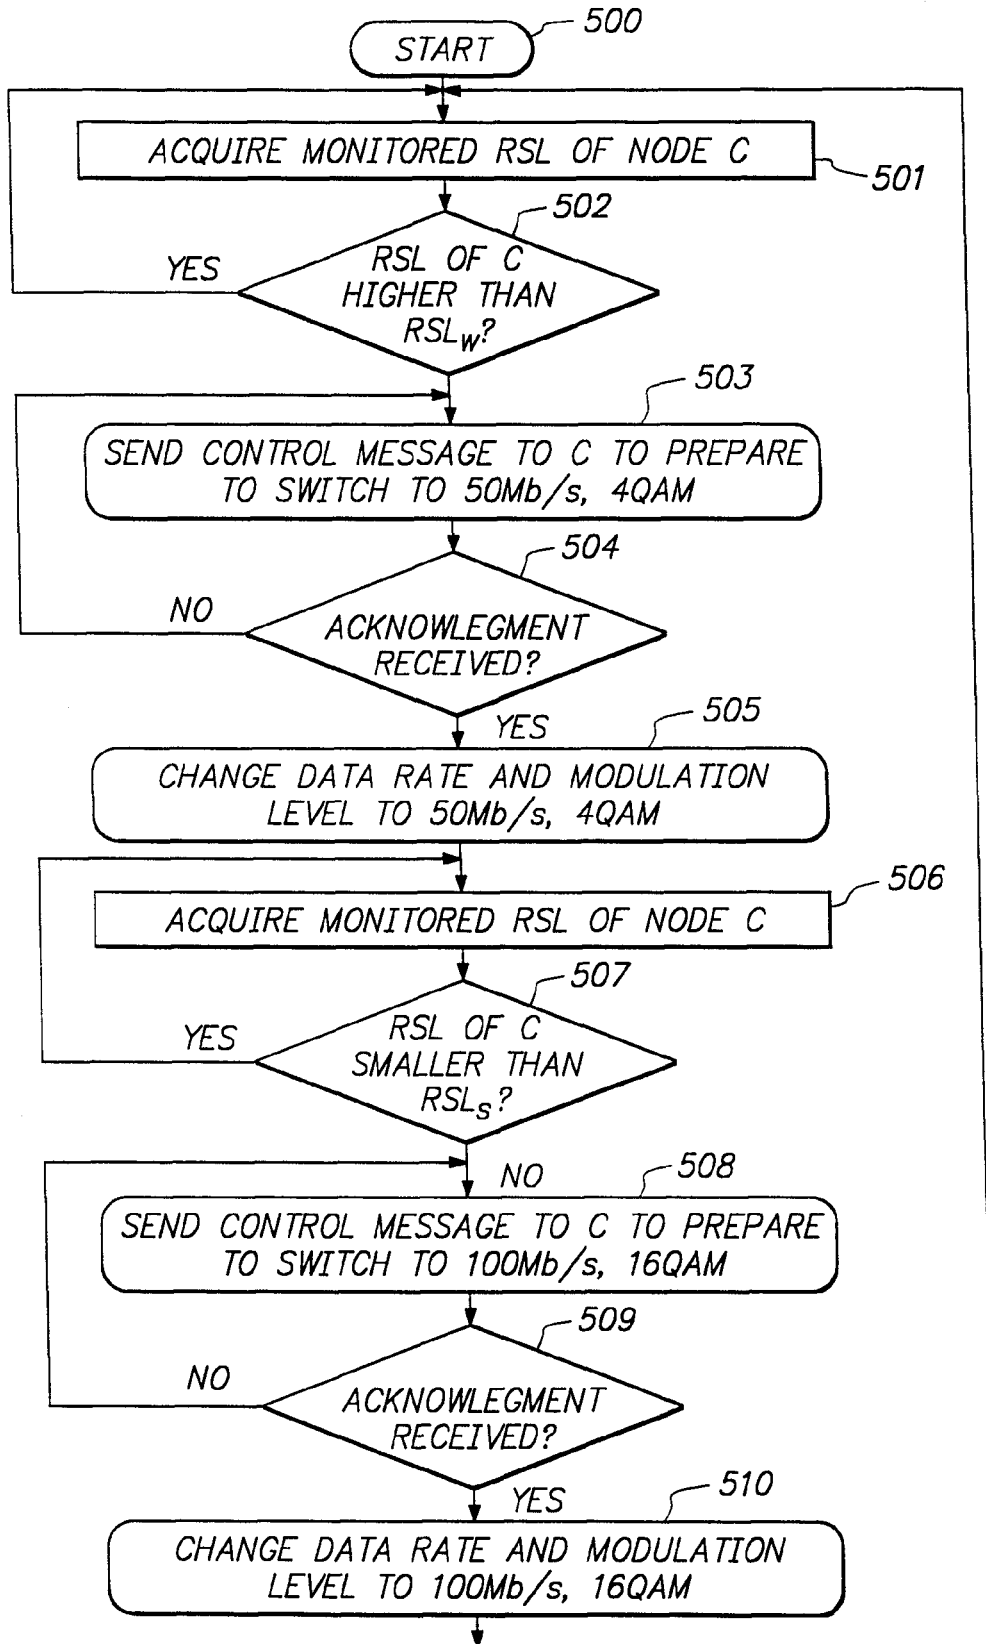 START
500
ACQUIRE MONITORED RSL OF NODE C
501
502
RSL OF C
HIGHER THAN
RSLW?
YES
503
SEND CONTROL MESSAGE TO C TO PREPARE
TO SWITCH TO 50Mb/s, 4QAM
504
NO
ACKNOWLEGMENT
RECEIVED?
YES
505
CHANGE DATA RATE AND MODULATION
LEVEL TO 50Mb/s, 4QAM
506
ACQUIRE MONITORED RSL OF NODE C
507
YES
RSL OF C
SMALLER THAN
RSLS?
NO
508
SEND CONTROL MESSAGE TO C TO PREPARE
TO SWITCH TO 100Mb/s, 16QAM
509
NO
ACKNOWLEGMENT
RECEIVED?
YES
510
CHANGE DATA RATE AND MODULATION
LEVEL TO 100Mb/s, 16QAM